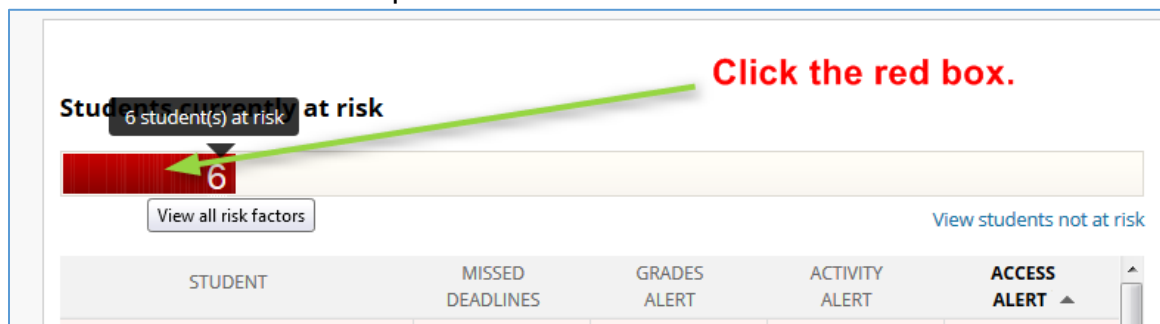 Click the red box.
Students currently at risk
6 student(s) at risk
6
View all risk factors
View students not at risk
STUDENT
MISSED DEADLINES
GRADES ALERT
ACTIVITY ALERT
ACCESS ALERT